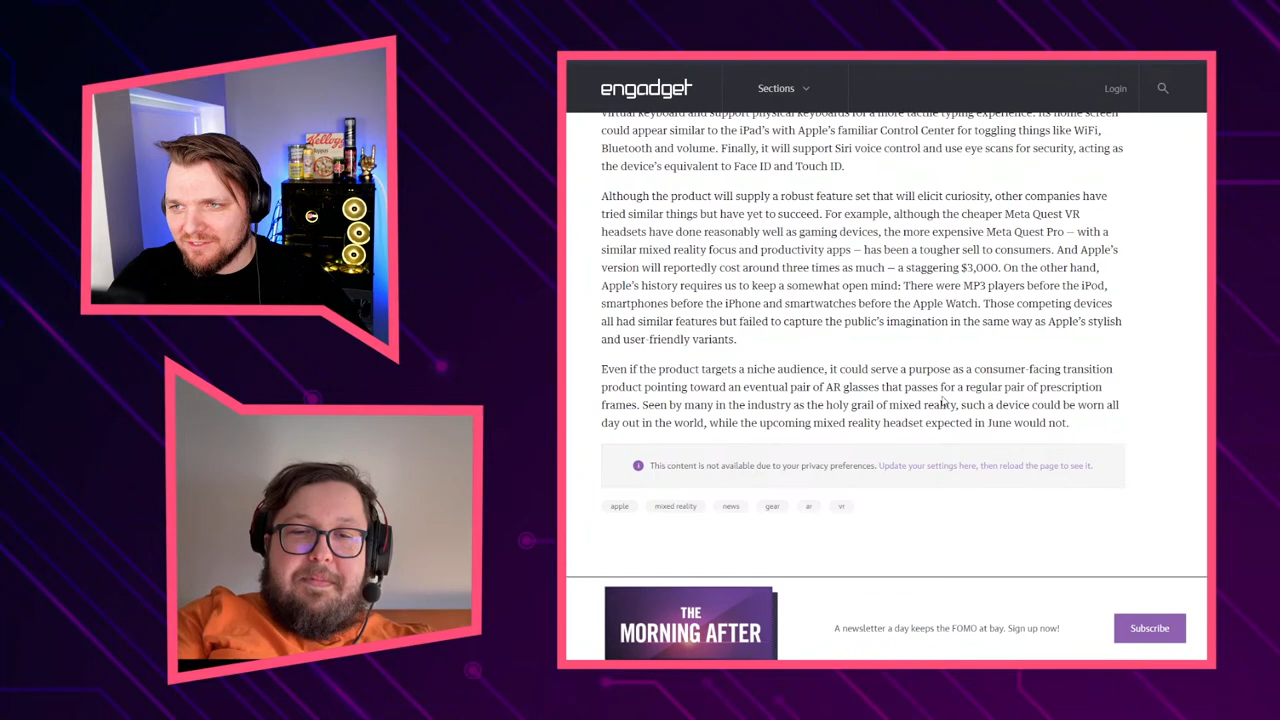 Kellogg's
engadget
Sections
Login
virtual keyboard and support physical keyboards for a more tactile typing experience. Its home screen
could appear similar to the iPad's with Apple's familiar Control Center for toggling things like WiFi,
Bluetooth and volume. Finally, it will support Siri voice control and use eye scans for security, acting as
the device's equivalent to Face ID and Touch ID.
Although the product will supply a robust feature set that will elicit curiosity, other companies have
tried similar things but have yet to succeed. For example, although the cheaper Meta Quest VR
headsets have done reasonably well as gaming devices, the more expensive Meta Quest Pro — with a
similar mixed reality focus and productivity apps — has been a tougher sell to consumers. And Apple's
version will reportedly cost around three times as much — a staggering $3,000. On the other hand,
Apple's history requires us to keep a somewhat open mind: There were MP3 players before the iPod,
smartphones before the iPhone and smartwatches before the Apple Watch. Those competing devices
all had similar features but failed to capture the public's imagination in the same way as Apple's stylish
and user-friendly variants.
Even if the product targets a niche audience, it could serve a purpose as a consumer-facing transition
product pointing toward an eventual pair of AR glasses that passes for a regular pair of prescription
frames. Seen by many in the industry as the holy grail of mixed reality, such a device could be worn all
day out in the world, while the upcoming mixed reality headset expected in June would not.
This content is not available due to your privacy preferences. Update your settings here, then reload the page to see it.
apple
mixed reality
news
gear
ar
vr
THE
MORNING AFTER
A newsletter a day keeps the FOMO at bay. Sign up now!
Subscribe